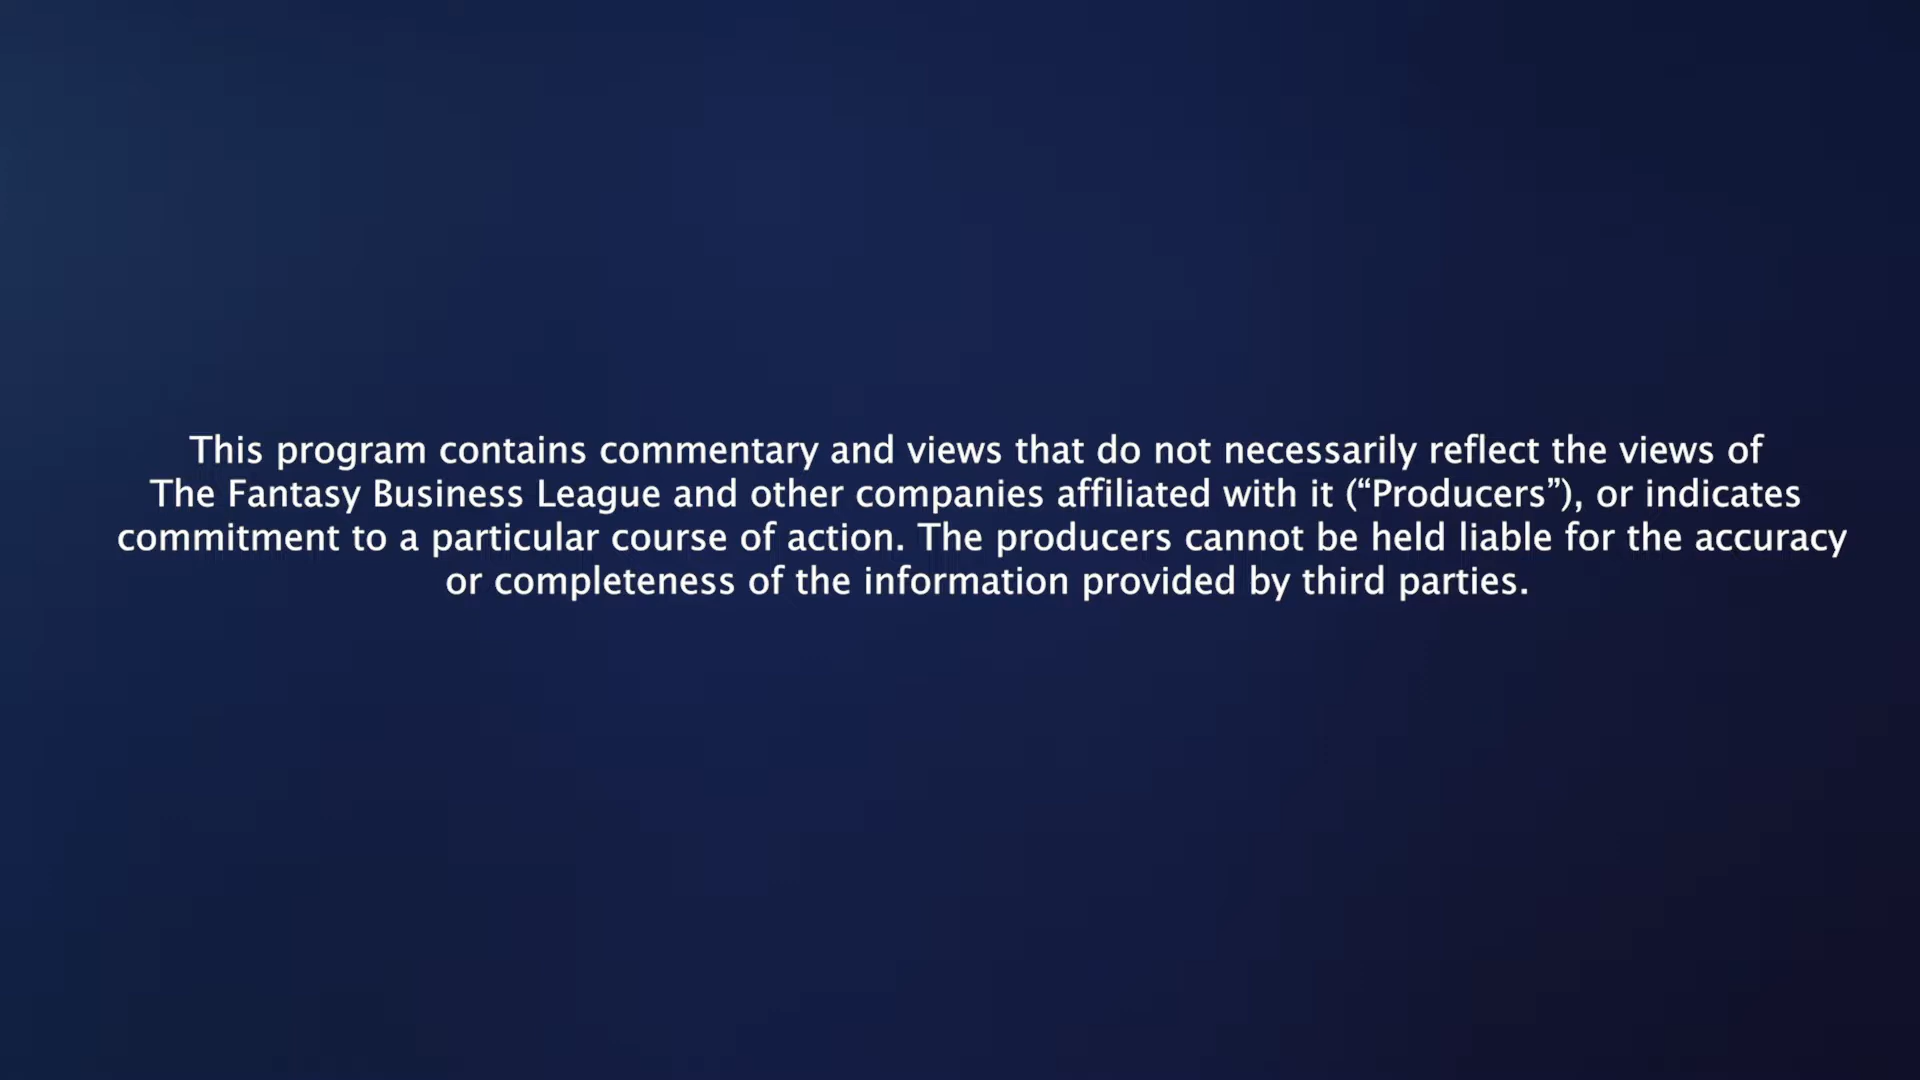 This program contains commentary and views that do not necessarily reflect the views of
The Fantasy Business League and other companies affiliated with it (“Producers”), or indicates
commitment to a particular course of action. The producers cannot be held liable for the accuracy
or completeness of the information provided by third parties.